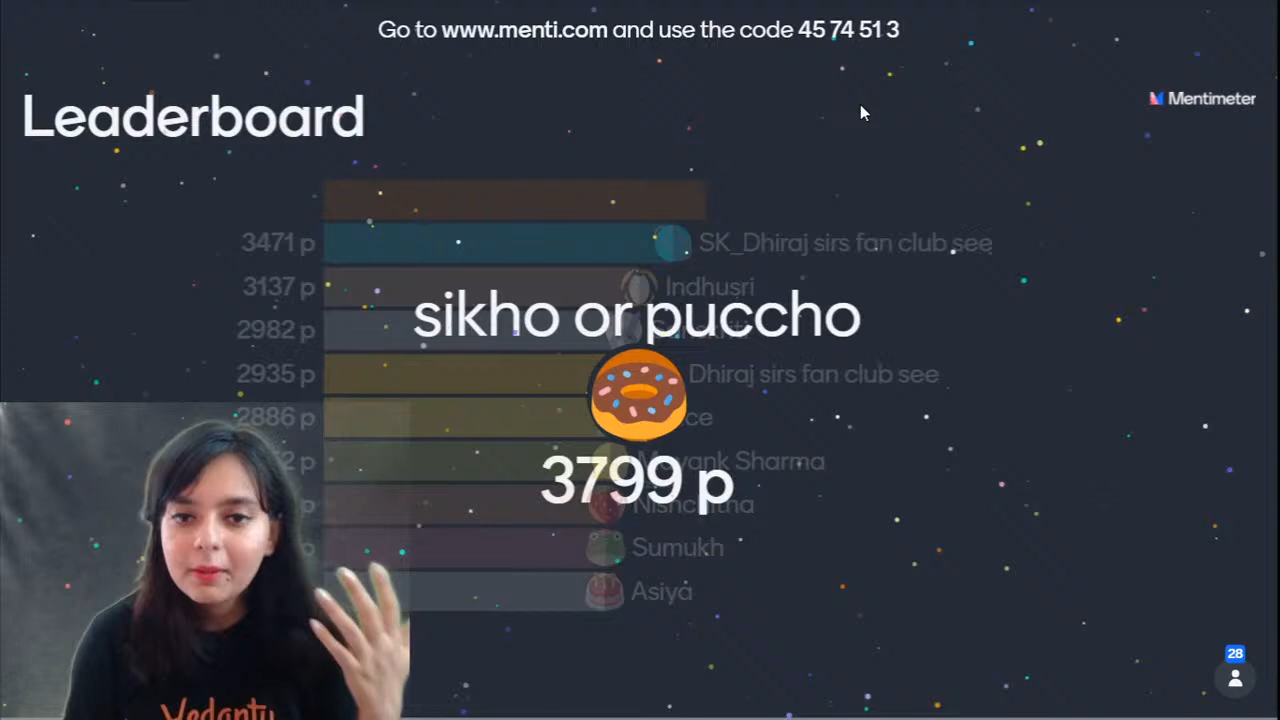 Go to www.menti.com and use the code 45 74 51 3
Mentimeter
Leaderboard
3471 p SK_Dhiraj sirs fan club see
3137 p Indhusri
sikho or puccho
2982 p
2935 p Dhiraj sirs fan club see
2886 p
Mayank Sharma
3799 p
Sumukh
Asiya
Vedantu
28